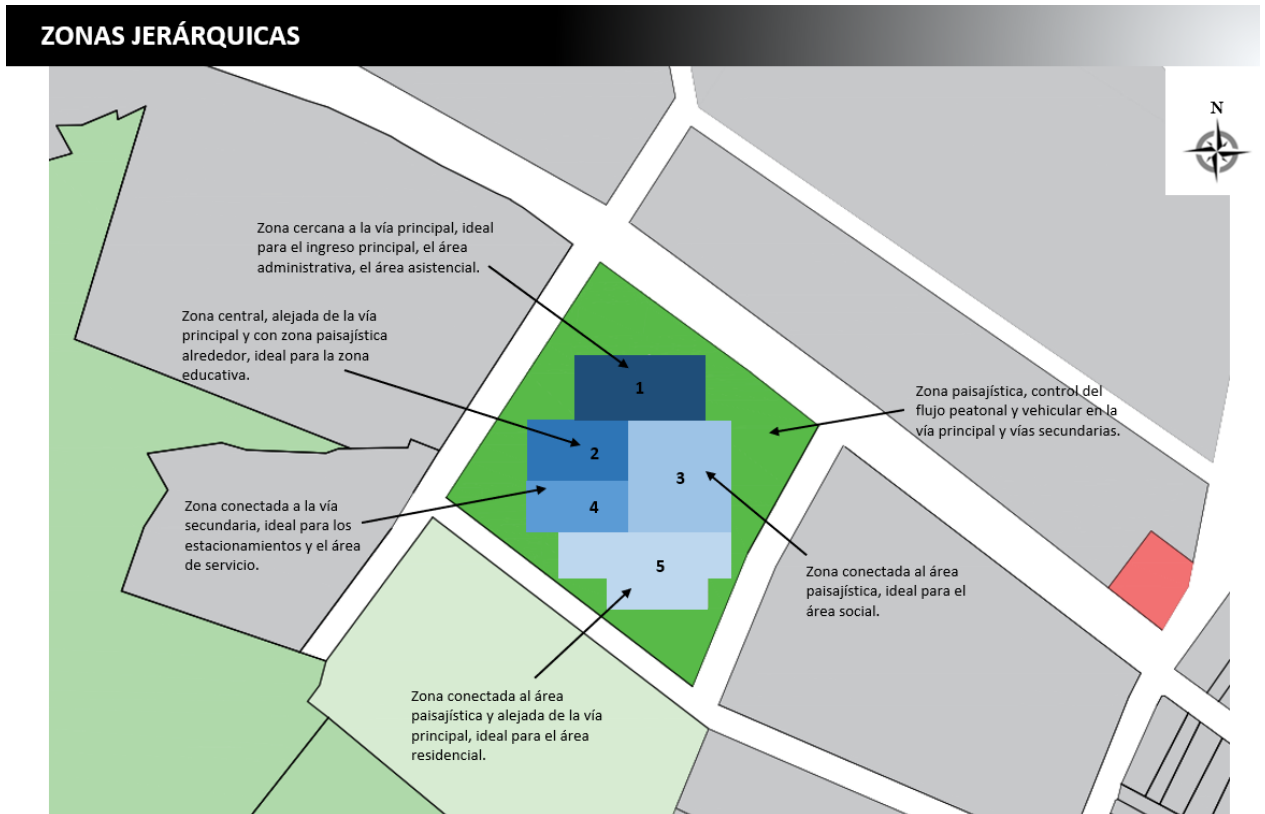 ZONAS JERÁRQUICAS
N
Zona cercana a la vía principal, ideal
para el ingreso principal, el área
administrativa, el área asistencial.
Zona central, alejada de la vía
principal y con zona paisajística
alrededor, ideal para la zona
educativa.
1
Zona paisajística, control del
flujo peatonal y vehicular en la
vía principal y vías secundarias.
2
3
4
Zona conectada a la vía
secundaria, ideal para los
estacionamientos y el área
de servicio.
5
Zona conectada al área
paisajística, ideal para el
área social.
Zona conectada al área
paisajística y alejada de la vía
principal, ideal para el área
residencial.